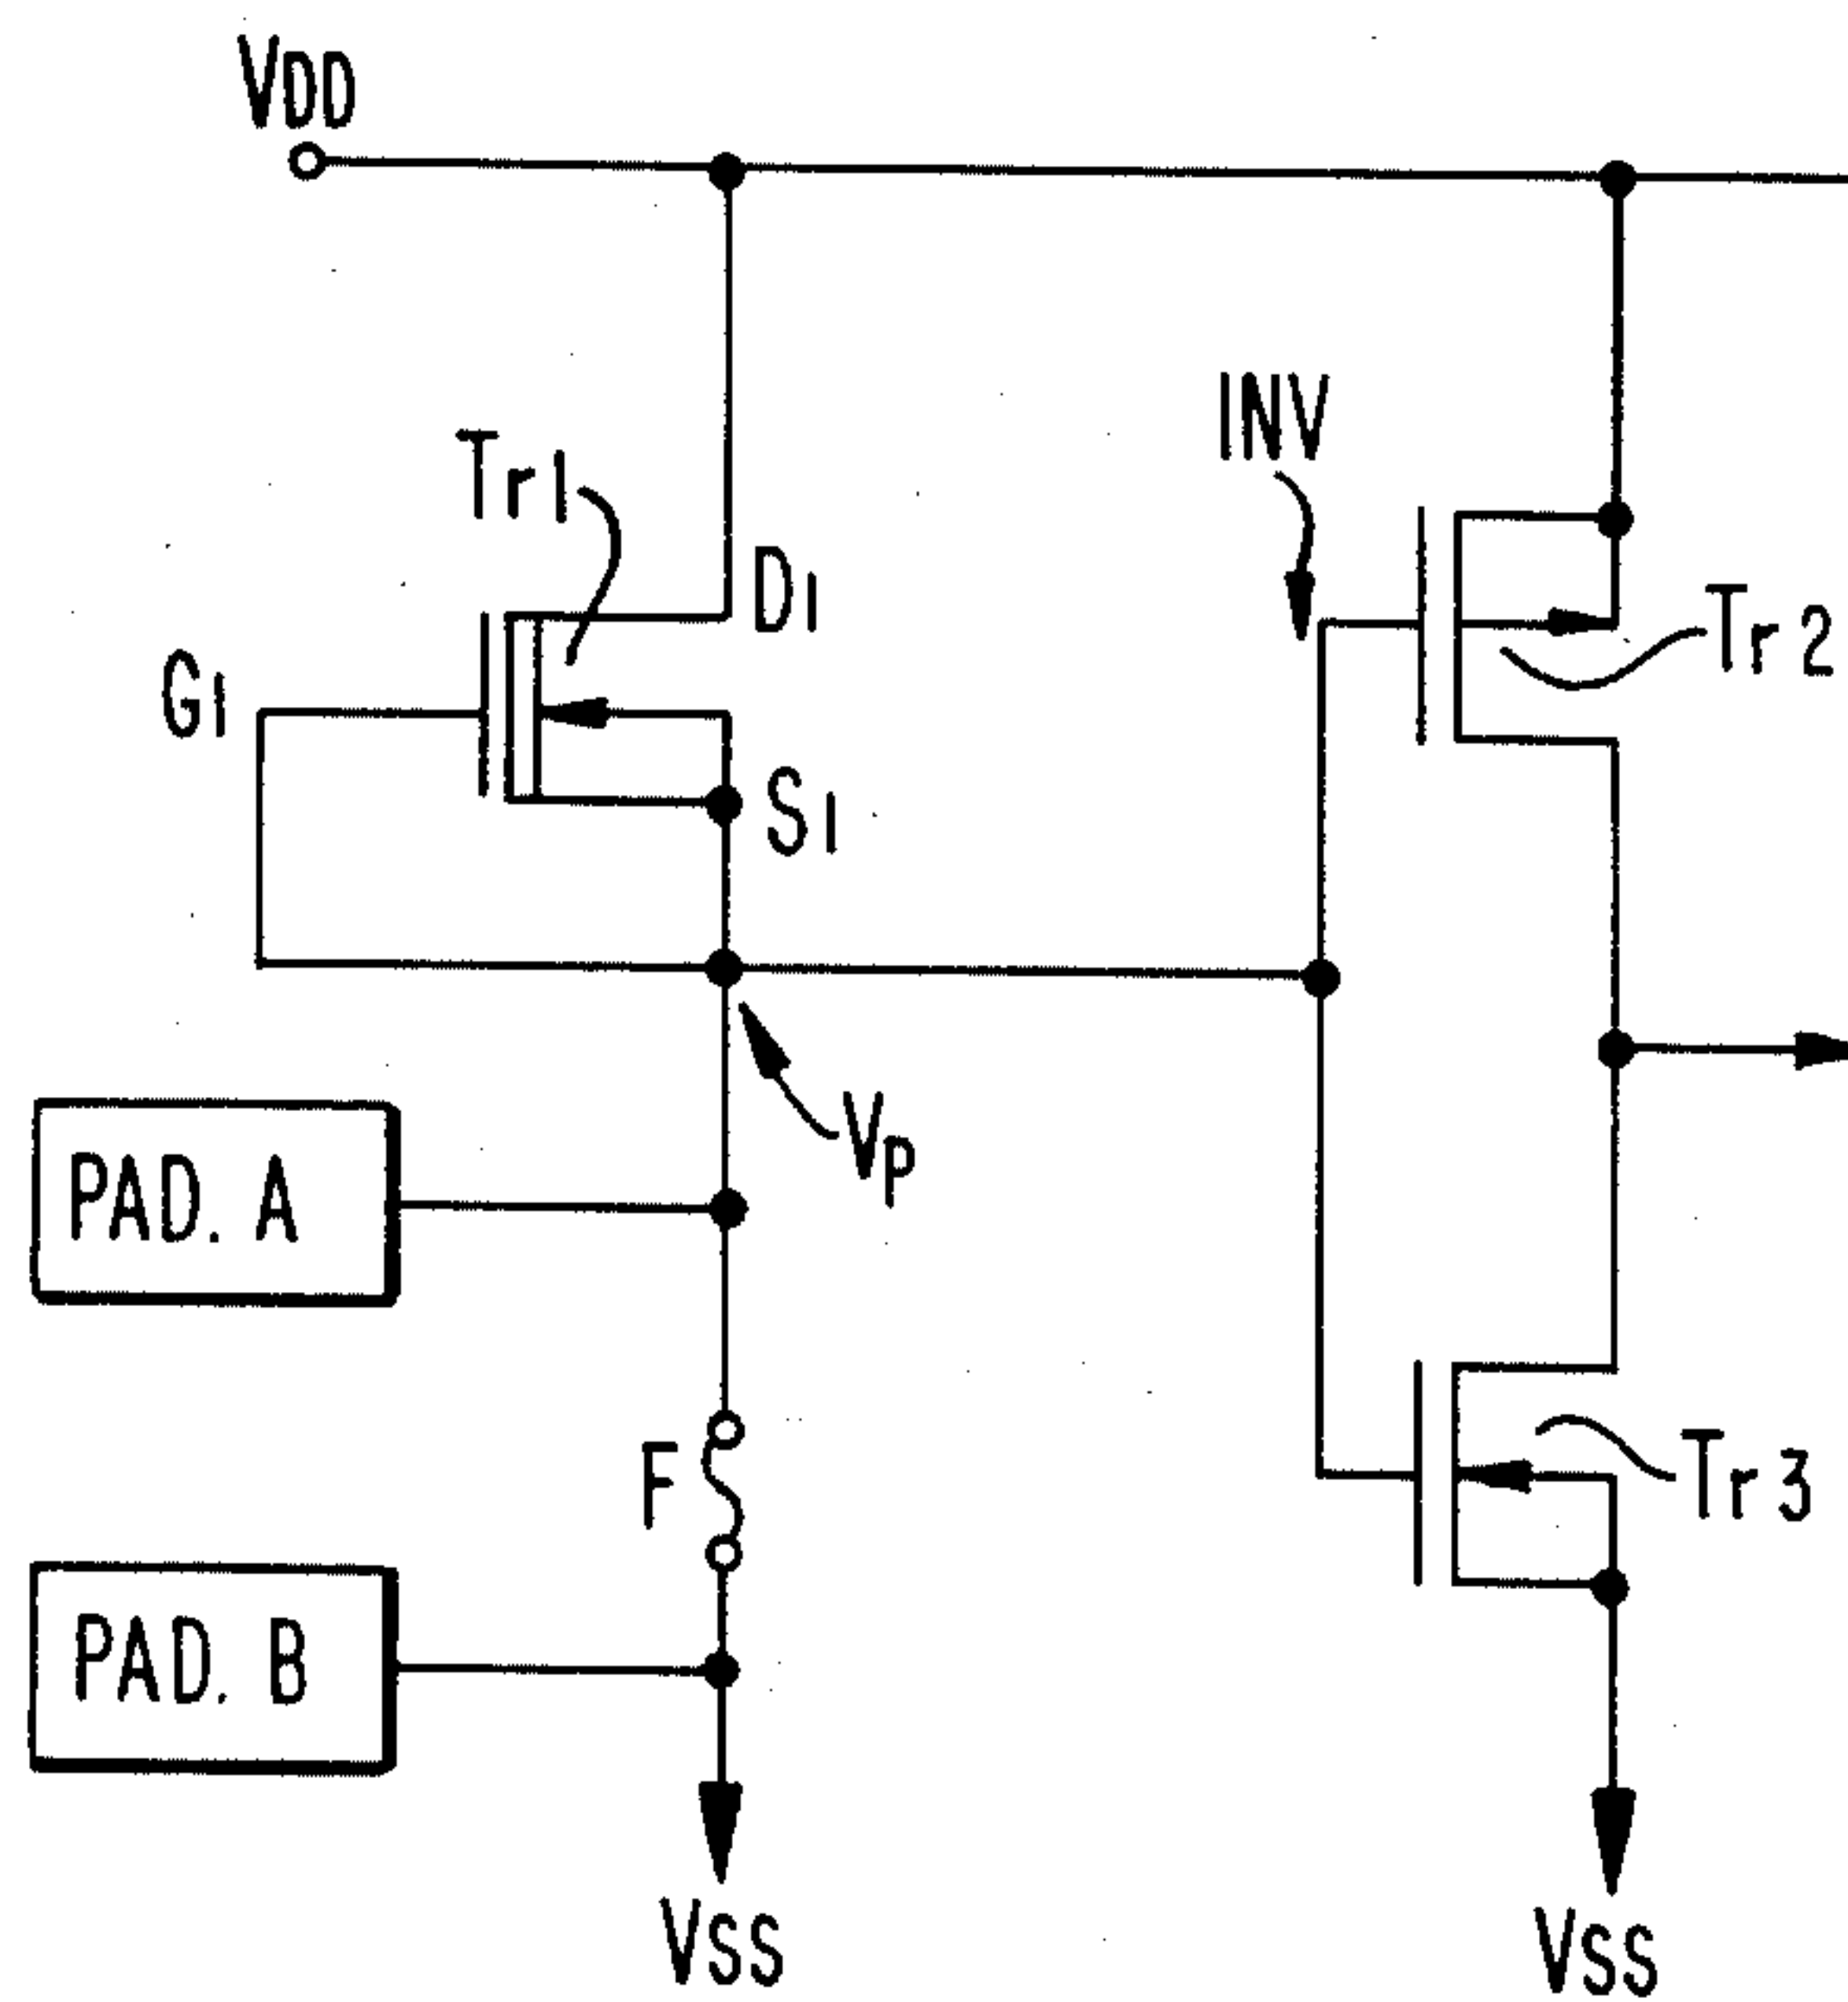 VDD
INV
Tr1
D1
Tr2
G1
S1
Vp
PAD. A
F
Tr3
PAD. B
VSS
VSS